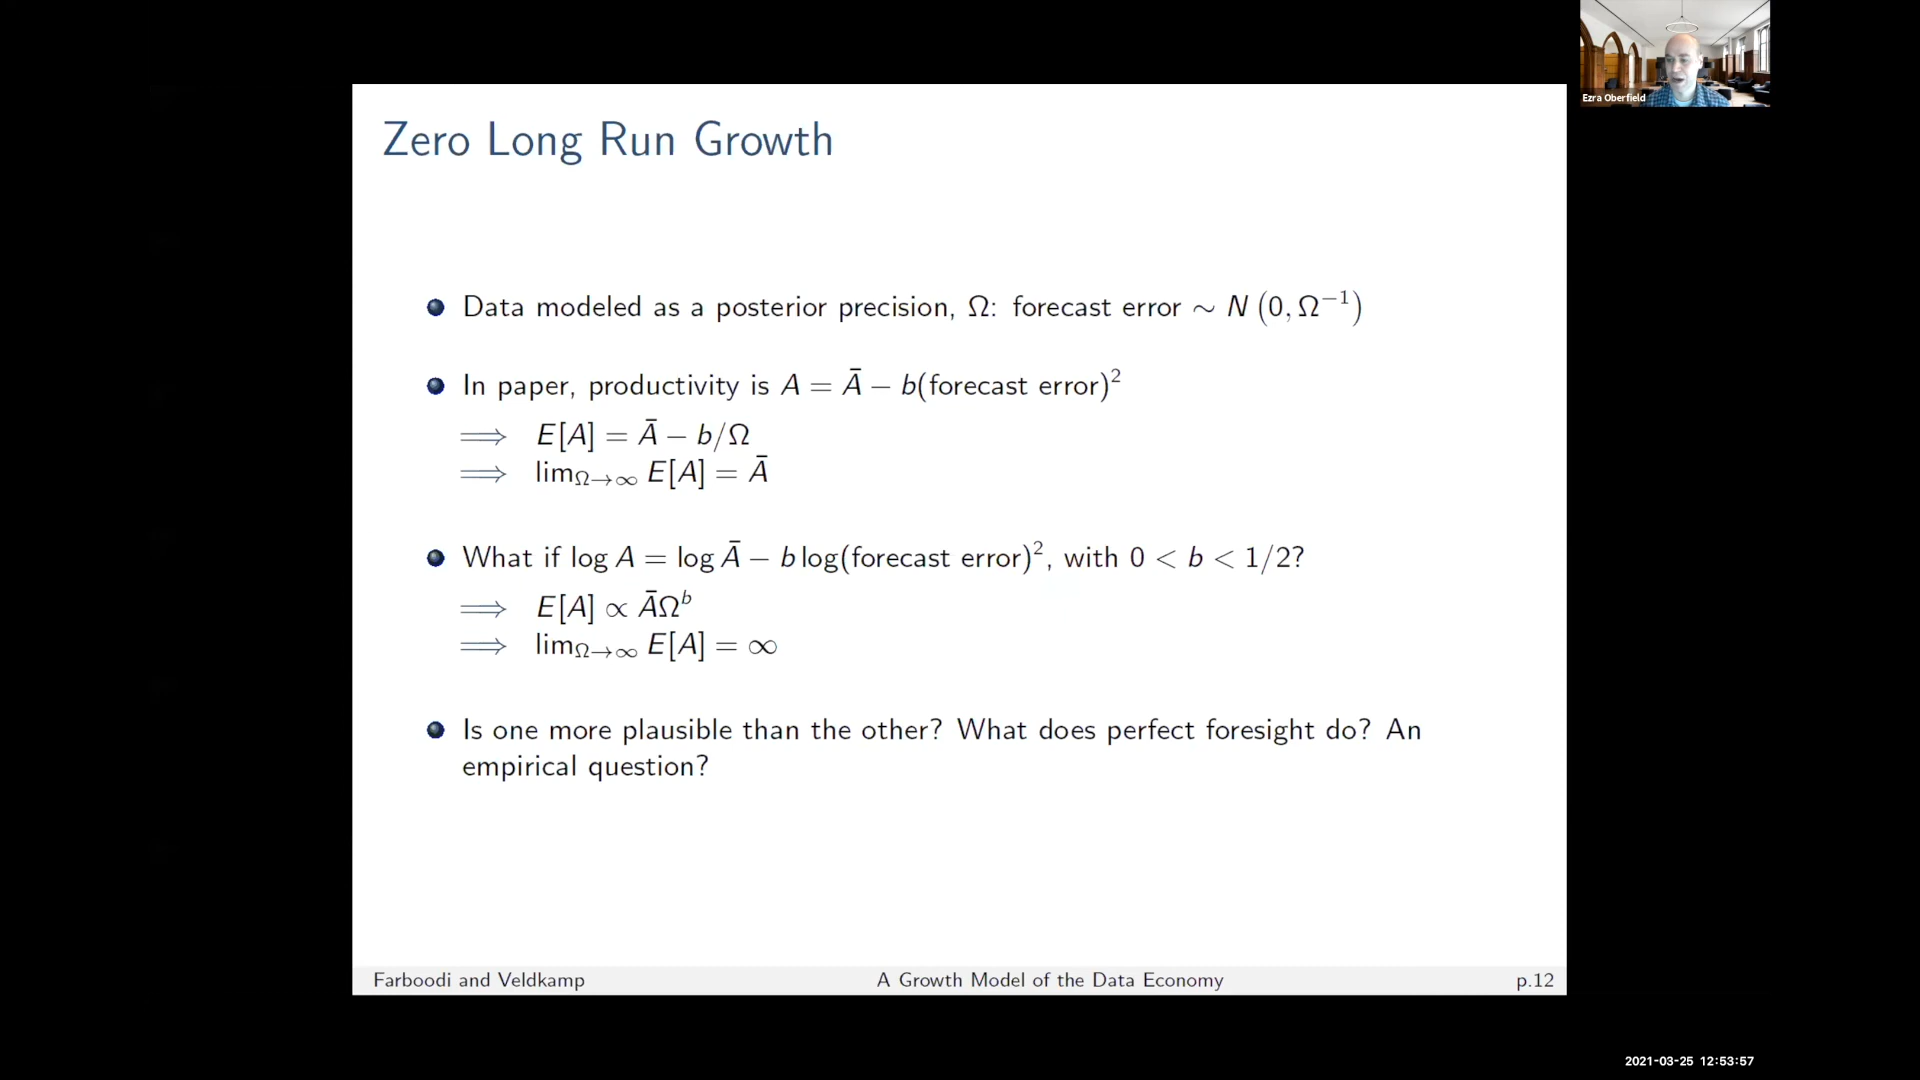 Ezra Oberfield
Zero Long Run Growth
Data modeled as a posterior precision, Ω: forecast error ∼ N (0, Ω⁻¹)
In paper, productivity is A = Ā − b(forecast error)²
⟹ E[A] = Ā − b/Ω
⟹ lim_{Ω→∞} E[A] = Ā
What if log A = log Ā − b log(forecast error)², with 0 < b < 1/2?
⟹ E[A] ∝ ĀΩᵇ
⟹ lim_{Ω→∞} E[A] = ∞
Is one more plausible than the other? What does perfect foresight do? An
empirical question?
Farboodi and Veldkamp A Growth Model of the Data Economy p.12
2021-03-25 12:53:57